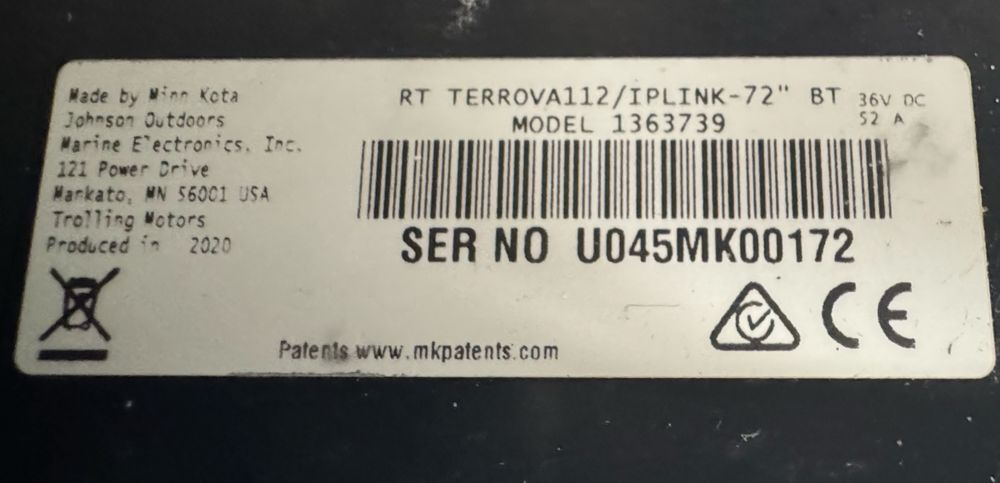 Made by Minn Kota
Johnson Outdoors
Marine Electronics, Inc.
121 Power Drive
Mankato, MN 56001 USA
Trolling Motors
Produced in 2020
RT TERROVA112/IPLINK-72" BT
36V DC
52 A
MODEL 1363739
SER NO U045MK00172
CE
Patents www.mkpatents.com